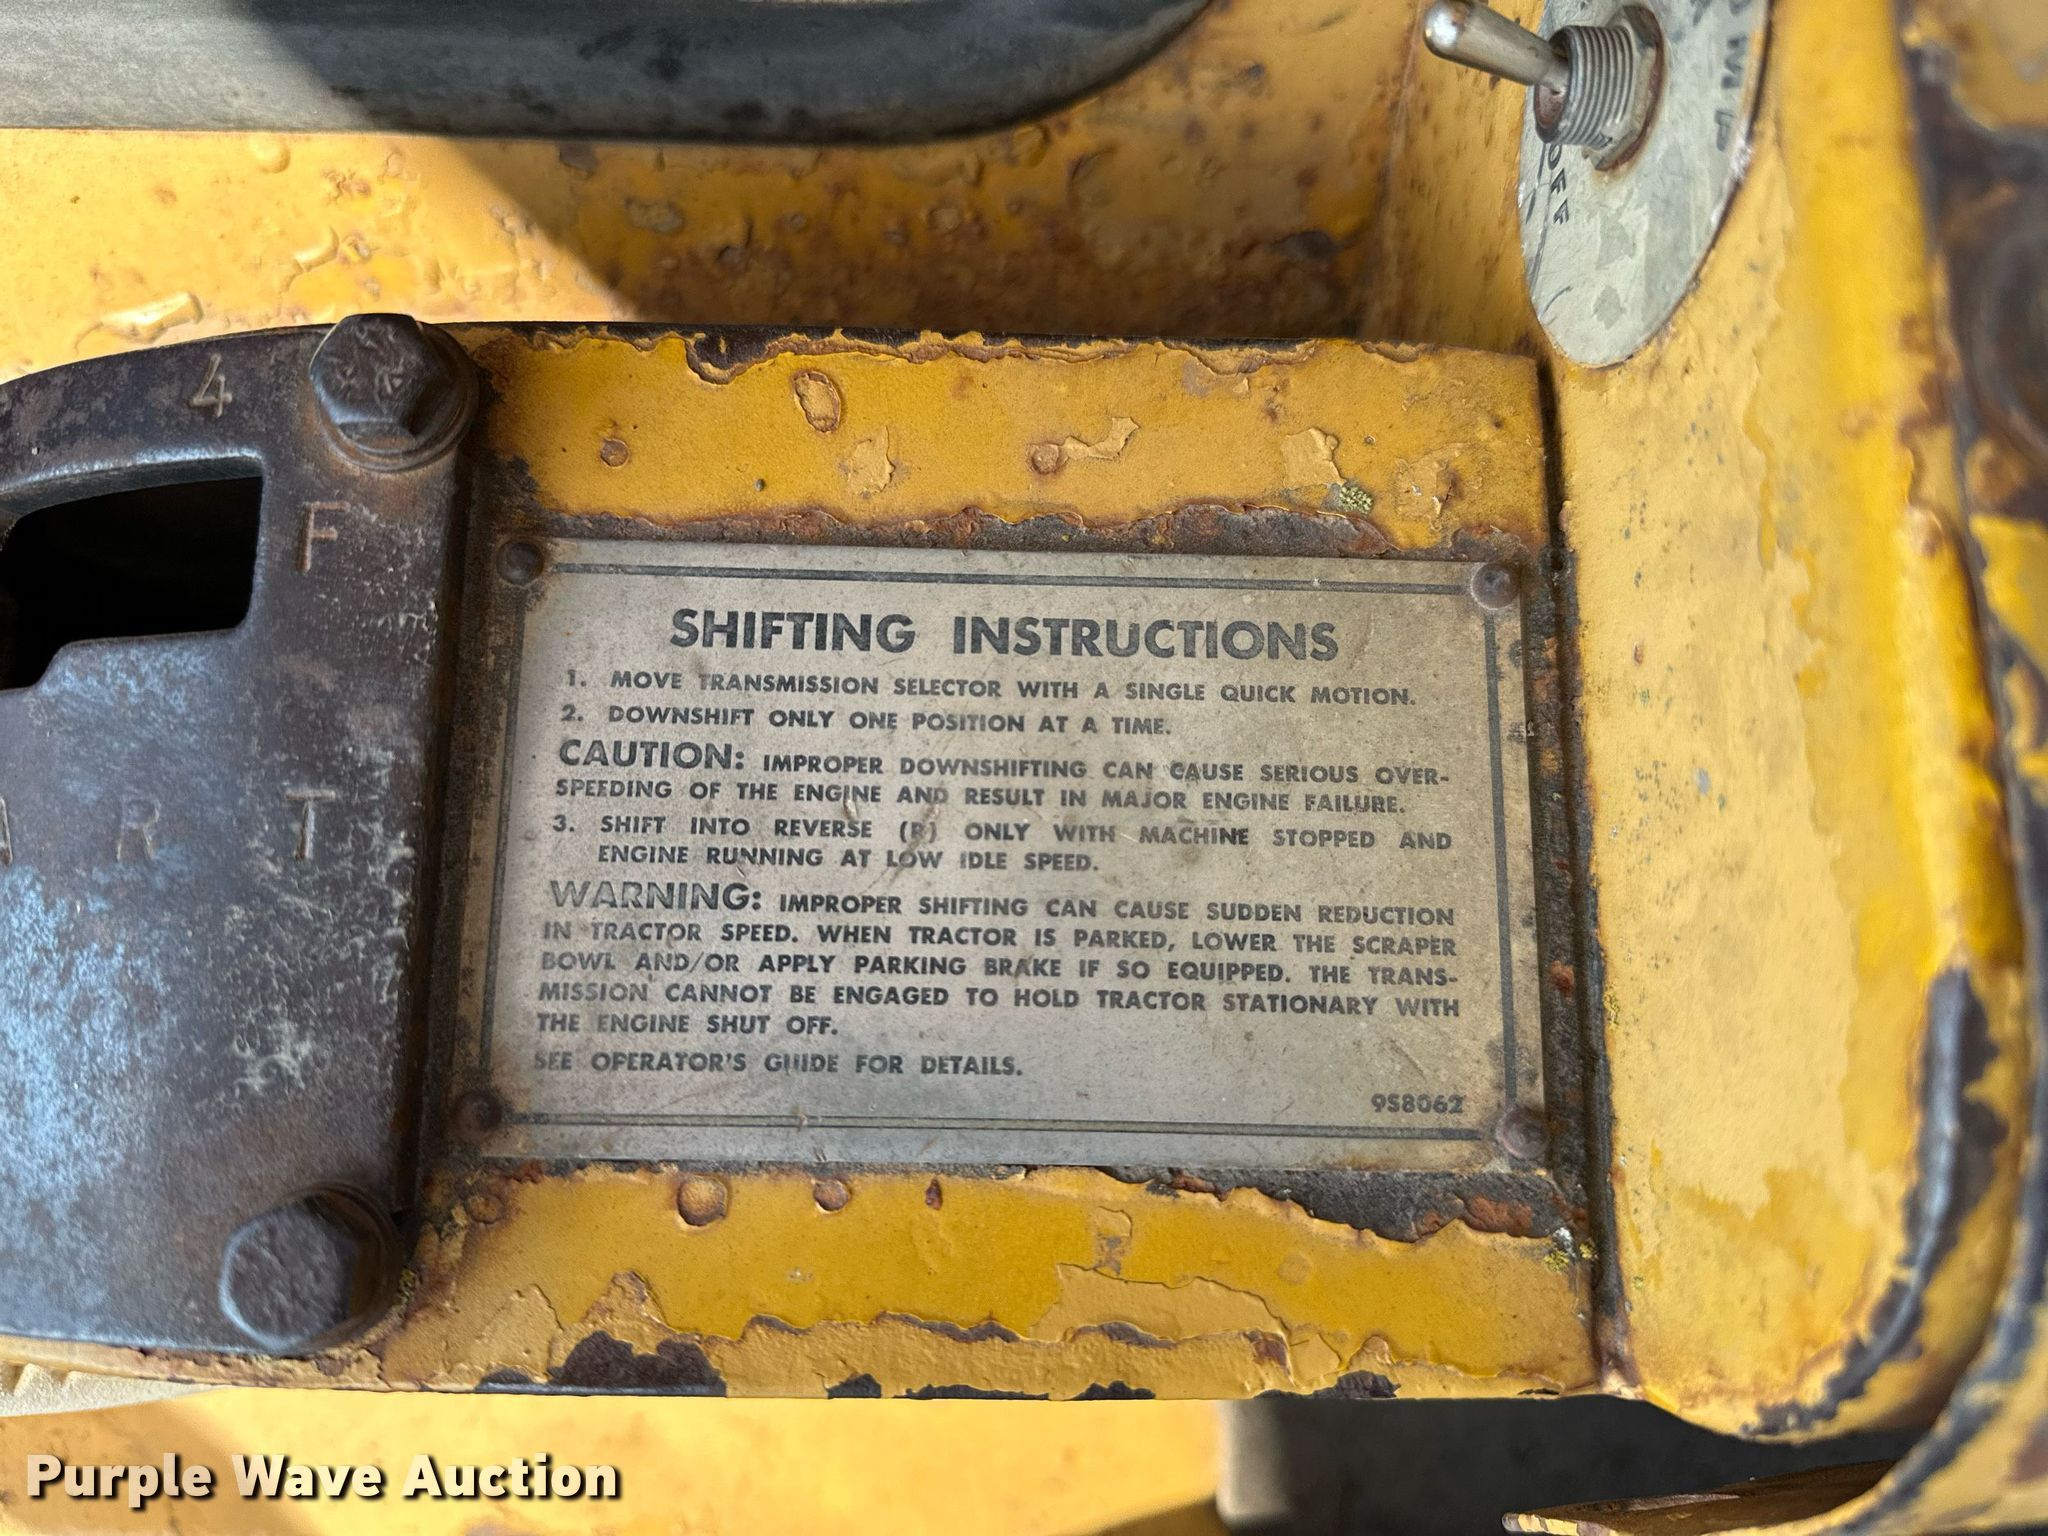 OFF
4
F
R T
SHIFTING INSTRUCTIONS
1. MOVE TRANSMISSION SELECTOR WITH A SINGLE QUICK MOTION.
2. DOWNSHIFT ONLY ONE POSITION AT A TIME.
CAUTION: IMPROPER DOWNSHIFTING CAN CAUSE SERIOUS OVER-
SPEEDING OF THE ENGINE AND RESULT IN MAJOR ENGINE FAILURE.
3. SHIFT INTO REVERSE (R) ONLY WITH MACHINE STOPPED AND
ENGINE RUNNING AT LOW IDLE SPEED.
WARNING: IMPROPER SHIFTING CAN CAUSE SUDDEN REDUCTION
IN TRACTOR SPEED. WHEN TRACTOR IS PARKED, LOWER THE SCRAPER
BOWL AND/OR APPLY PARKING BRAKE IF SO EQUIPPED. THE TRANS-
MISSION CANNOT BE ENGAGED TO HOLD TRACTOR STATIONARY WITH
THE ENGINE SHUT OFF.
SEE OPERATOR'S GUIDE FOR DETAILS.
9S8062
Purple Wave Auction